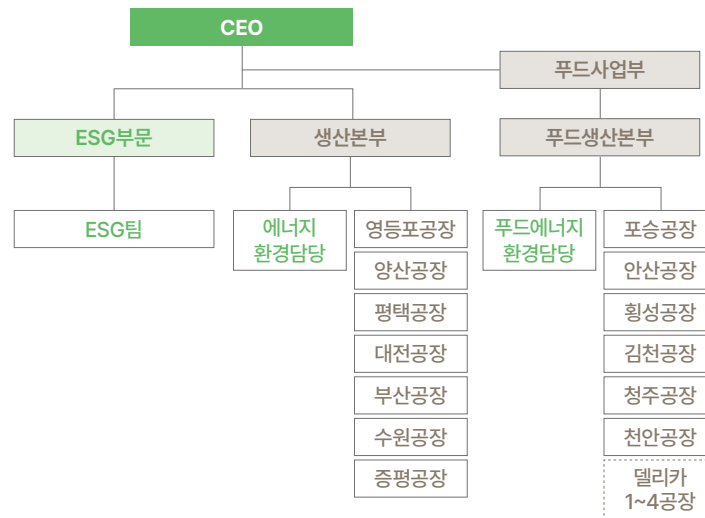 CEO
푸드사업부
ESG부문
생산본부
푸드생산본부
ESG팀
에너지
환경담당
영등포공장
양산공장
평택공장
대전공장
부산공장
수원공장
증평공장
푸드에너지
환경담당
포승공장
안산공장
횡성공장
김천공장
청주공장
천안공장
델리카
1~4공장